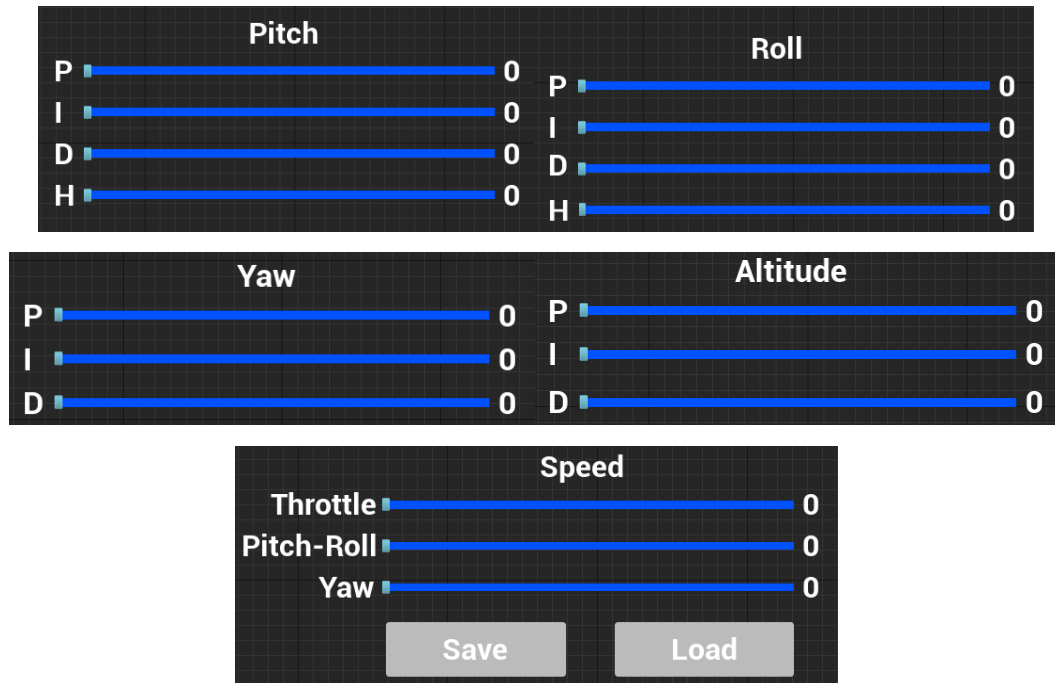 Pitch
P 0
I 0
D 0
H 0
Roll
P 0
I 0
D 0
H 0
Yaw
P 0
I 0
D 0
Altitude
P 0
I 0
D 0
Speed
Throttle 0
Pitch-Roll 0
Yaw 0
Save Load